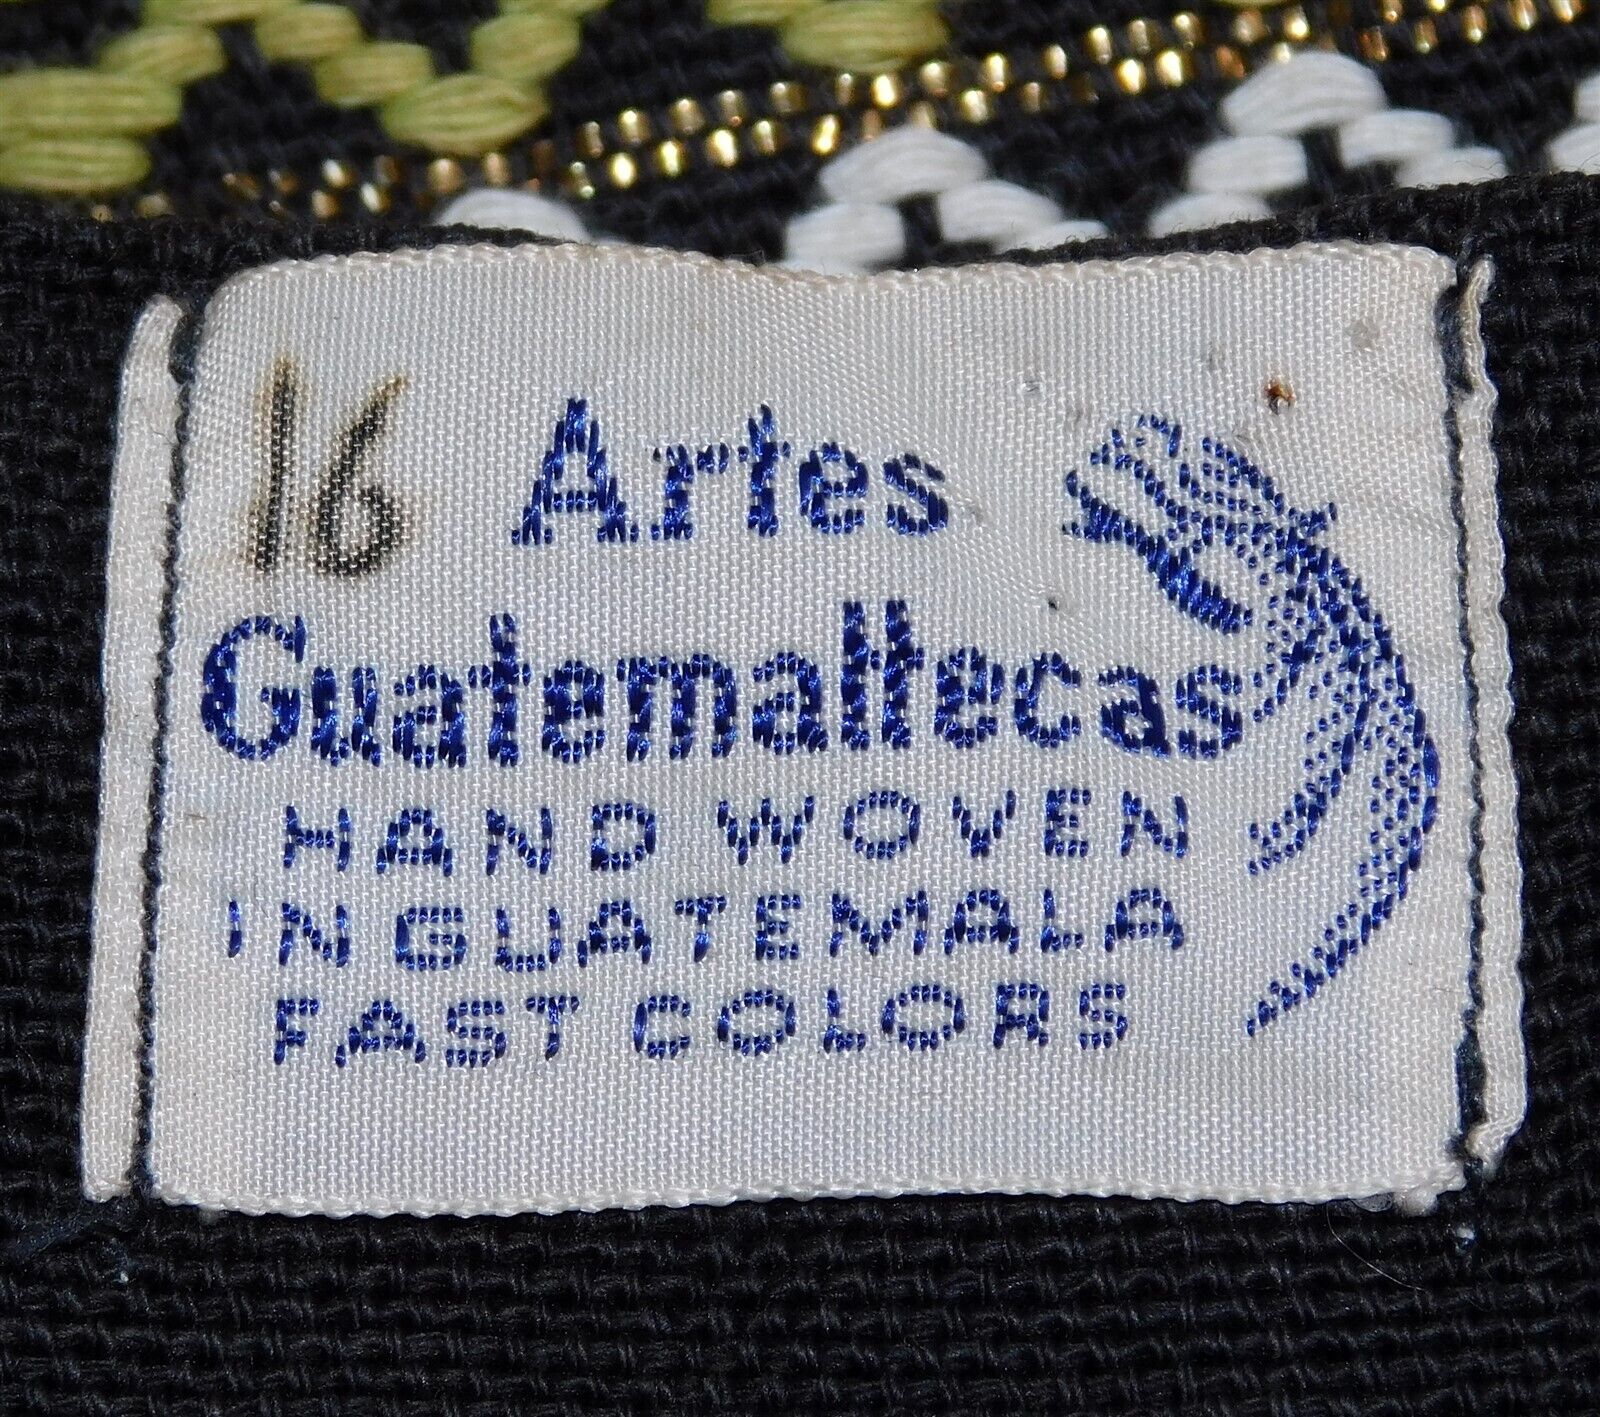 16 Artes
Guatemaltecas
HAND WOVEN
IN GUATEMALA
FAST COLORS